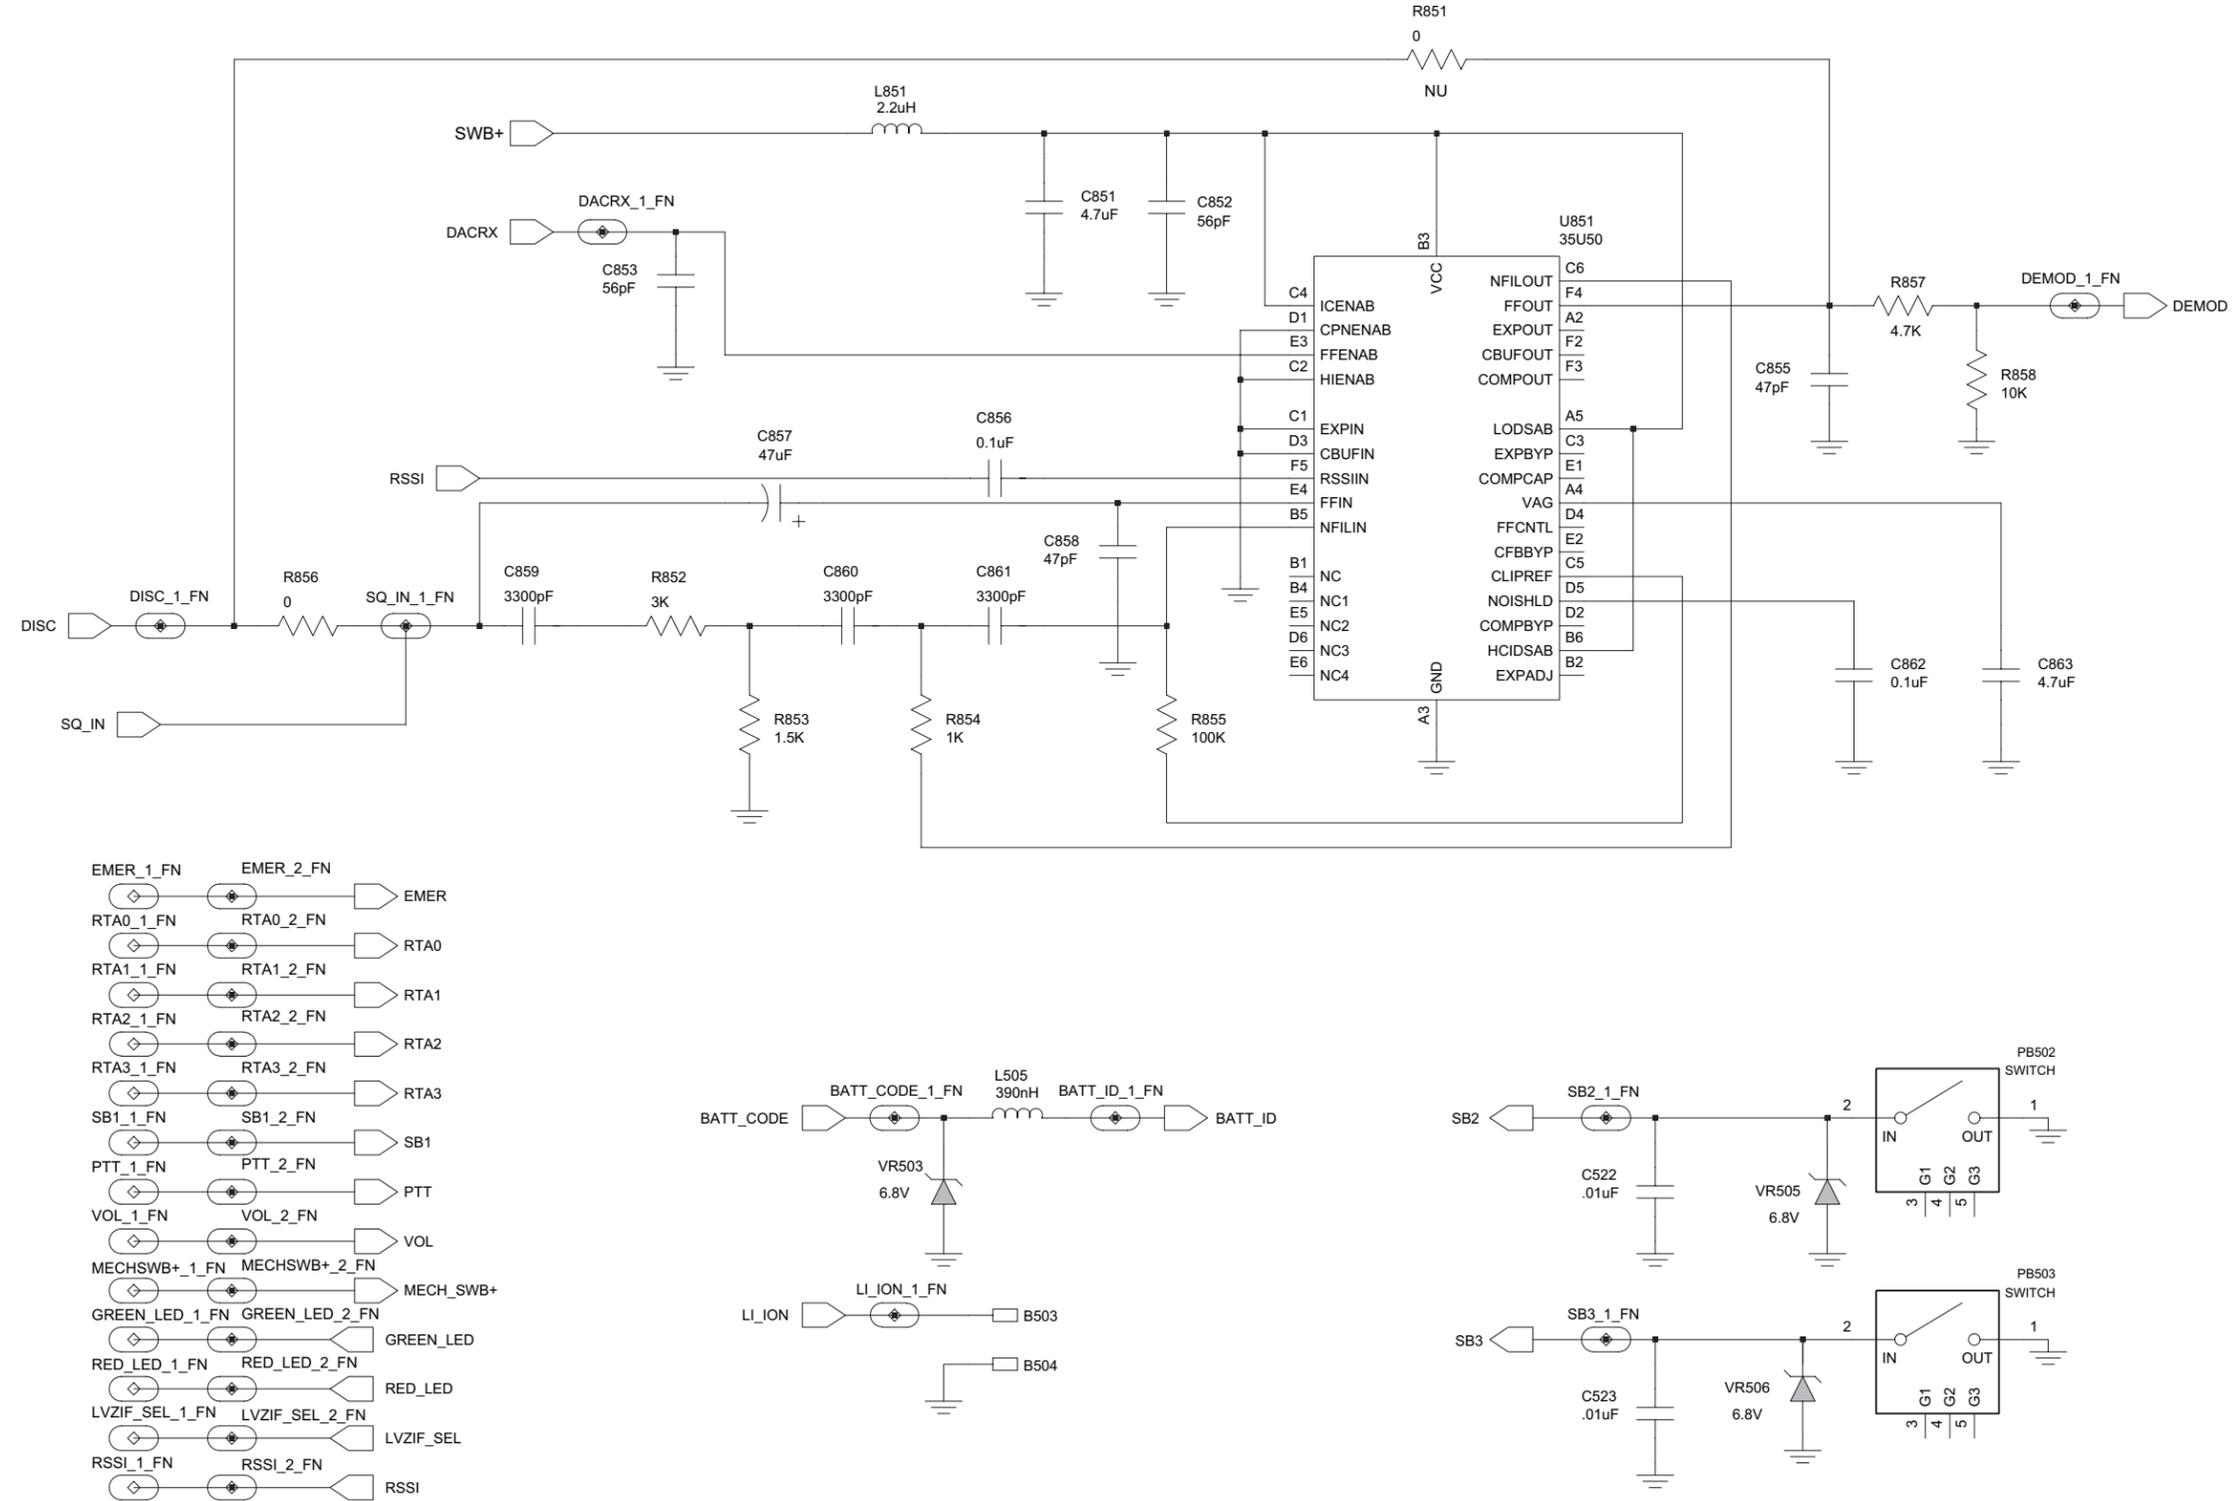 R851
0
NU
L851
2.2uH
SWB+
DACRX_1_FN
DACRX
C853
56pF
C851
4.7uF
C852
56pF
U851
35U50
B3
VCC
C4 ICENAB
D1 CPNENAB
E3 FFENAB
C2 HIENAB
C1 EXPIN
D3 CBUFIN
F5 RSSIIN
E4 FFIN
B5 NFILIN
B1 NC
B4 NC1
E5 NC2
D6 NC3
E6 NC4
NFILOUT C6
FFOUT F4
EXPOUT A2
CBUFOUT F2
COMPOUT F3
LODSAB A5
EXPBYP C3
COMPCAP E1
VAG A4
FFCNTL D4
CFBBYP E2
CLIPREF C5
NOISHLD D5
COMPBYP D2
HCIDSAB B6
EXPADJ B2
GND
A3
R857
4.7K
DEMOD_1_FN
DEMOD
C855
47pF
R858
10K
C856
0.1uF
C857
47uF
+
RSSI
C858
47pF
DISC
DISC_1_FN
R856
0
SQ_IN_1_FN
C859
3300pF
R852
3K
C860
3300pF
C861
3300pF
SQ_IN
R853
1.5K
R854
1K
R855
100K
C862
0.1uF
C863
4.7uF
EMER_1_FN EMER_2_FN
EMER
RTA0_1_FN RTA0_2_FN
RTA0
RTA1_1_FN RTA1_2_FN
RTA1
RTA2_1_FN RTA2_2_FN
RTA2
RTA3_1_FN RTA3_2_FN
RTA3
SB1_1_FN SB1_2_FN
SB1
PTT_1_FN PTT_2_FN
PTT
VOL_1_FN VOL_2_FN
VOL
MECHSWB+_1_FN MECHSWB+_2_FN
MECH_SWB+
GREEN_LED_1_FN GREEN_LED_2_FN
GREEN_LED
RED_LED_1_FN RED_LED_2_FN
RED_LED
LVZIF_SEL_1_FN LVZIF_SEL_2_FN
LVZIF_SEL
RSSI_1_FN RSSI_2_FN
RSSI
BATT_CODE
BATT_CODE_1_FN
L505
390nH
BATT_ID_1_FN
BATT_ID
VR503
6.8V
LI_ION
LI_ION_1_FN
B503
B504
SB2
SB2_1_FN
C522
.01uF
VR505
6.8V
PB502
SWITCH
2
1
IN
OUT
G1 G2 G3
3 4 5
SB3
SB3_1_FN
C523
.01uF
VR506
6.8V
PB503
SWITCH
2
1
IN
OUT
G1 G2 G3
3 4 5